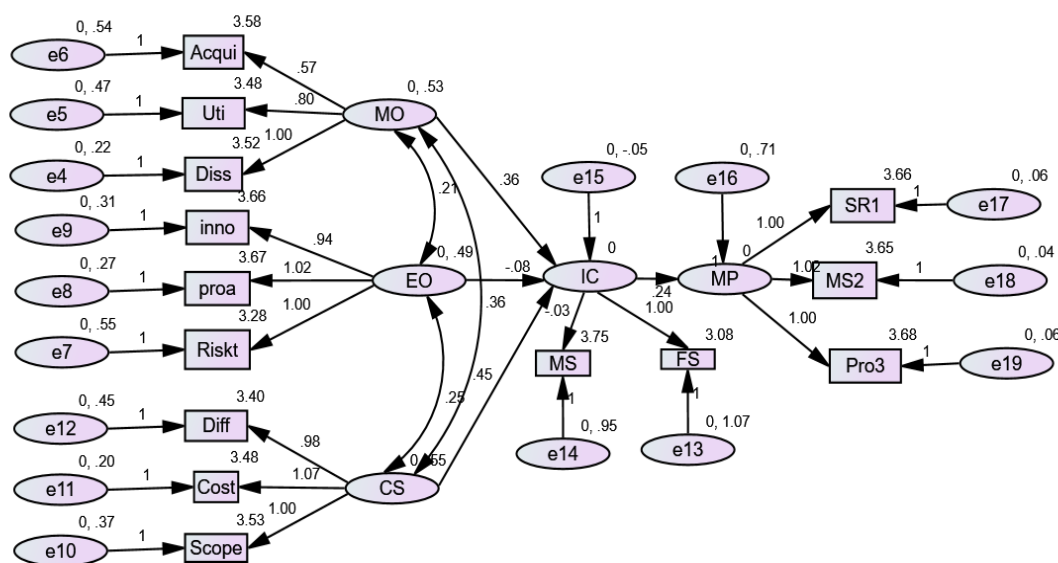 0, .54
e6
1
3.58
Acqui
.57
0, .47
e5
1
3.48
Uti
.80
0, .53
MO
0, .22
e4
1
3.52
Diss
1.00
0, .31
e9
1
3.66
inno
.94
.21
.36
0, .27
e8
1
3.67
proa
1.02
0, .49
EO
-.08
0, .55
e7
1
3.28
Riskt
1.00
.36
.25
.45
0, .45
e12
1
3.40
Diff
.98
0, .20
e11
1
3.48
Cost
1.07
0, .55
CS
0, .37
e10
1
3.53
Scope
1.00
0, -.05
e15
1
0
IC
.24
0, .71
e16
1
0
MP
-.03
1.00
3.75
MS
1
0, .95
e14
3.08
FS
1
0, 1.07
e13
1.00
3.66
SR1
1
0, .06
e17
1.02
3.65
MS2
1
0, .04
e18
1.00
3.68
Pro3
1
0, .06
e19